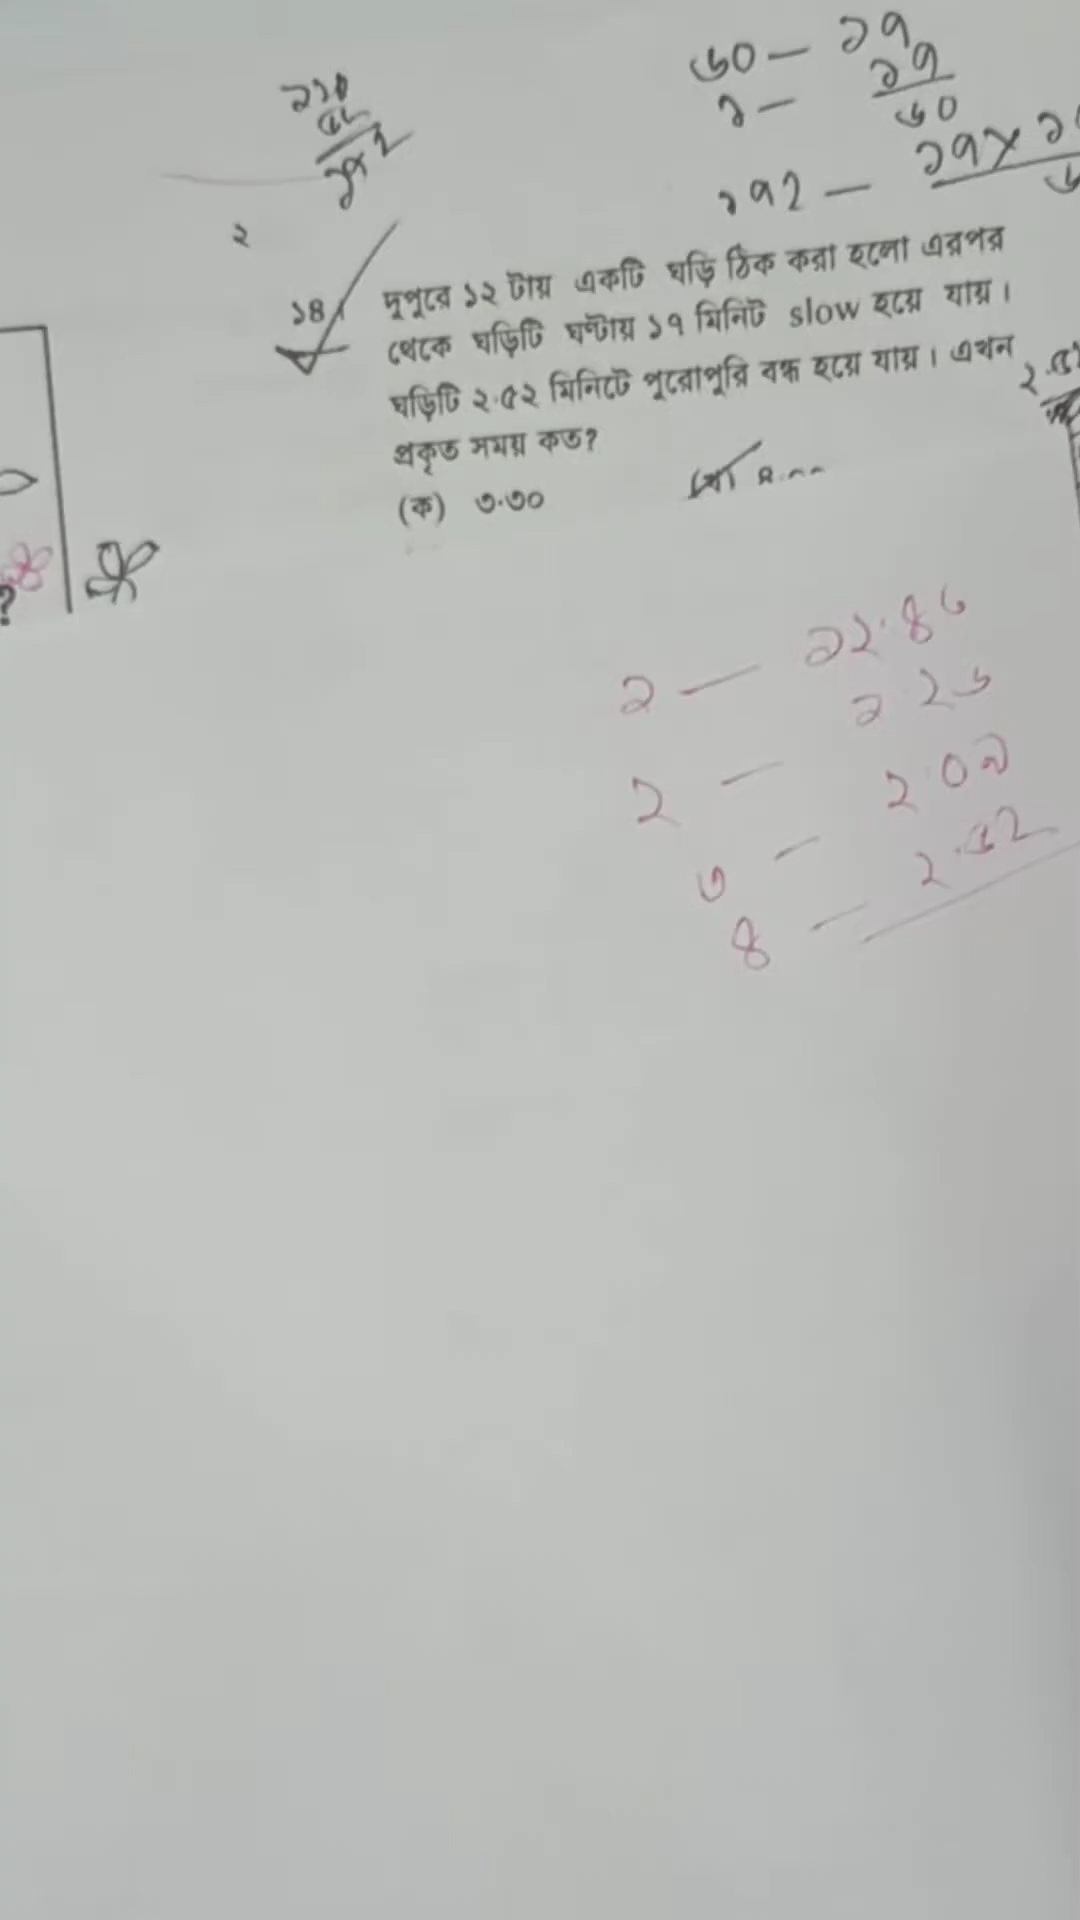 ৬০ — ১৭
১ — ১৭
৬০
১৭২ — ১৭×১
২
১৪। দুপুরে ১২ টায় একটি ঘড়ি ঠিক করা হলো এরপর
থেকে ঘড়িটি ঘণ্টায় ১৭ মিনিট slow হয়ে যায়।
ঘড়িটি ২.৫২ মিনিটে পুরোপুরি বন্ধ হয়ে যায়। এখন
প্রকৃত সময় কত?
(ক) ৩.৩০
১ — ১২.৪৩
২ — ১.২৬
৩ — ২.০৯
৪ — ২.৫২
?